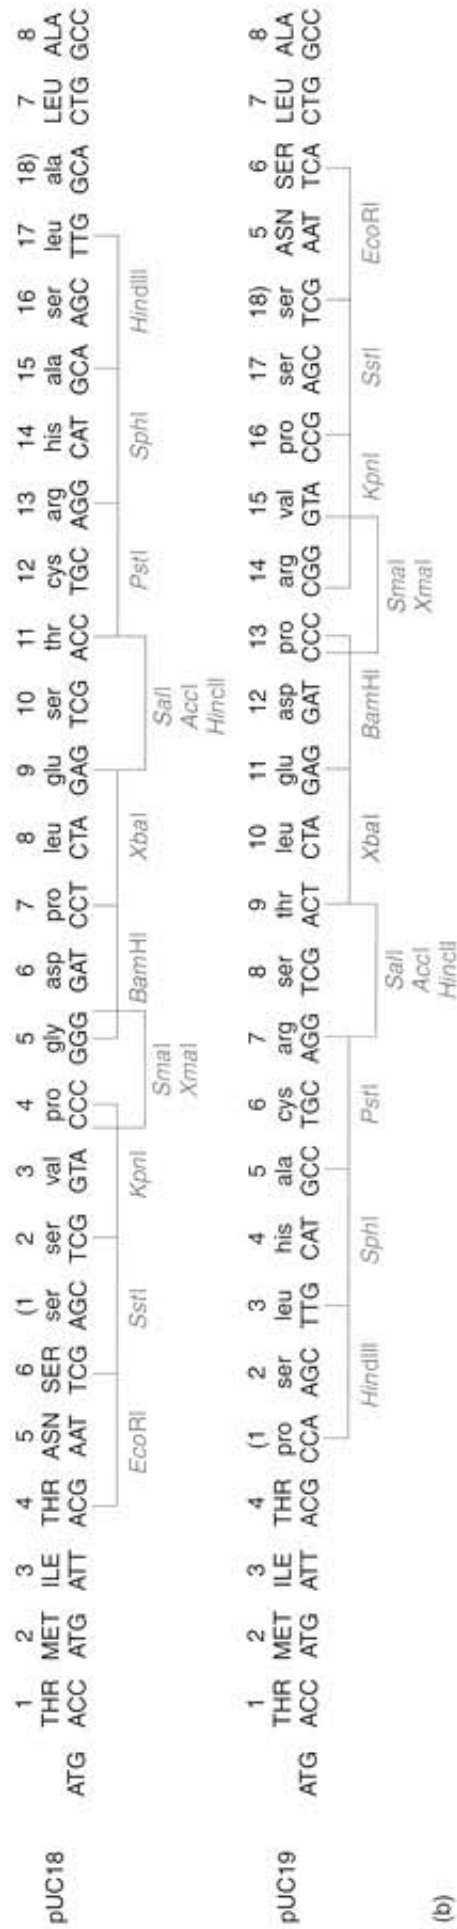 1 2 3 4 5 6 (1 2 3 4 5 6 7 8 9 10 11 12 13 14 15 16 17 18) 7 8
THR MET ILE THR ASN SER ser ser val pro gly asp pro leu glu ser thr cys arg his ala ser leu ala LEU ALA
pUC18 ATG ACC ATG ATT ACG AAT TCG AGC TCG GTA CCC GGG GAT CCT CTA GAG TCG ACC TGC AGG CAT GCA AGC TTG GCA CTG GCC
EcoRI SstI KpnI BamHI XbaI PstI SphI HindIII
SmaI SalI
XmaI AccI
HincII
1 2 3 4 (1 2 3 4 5 6 7 8 9 10 11 12 13 14 15 16 17 18) 5 6 7 8
THR MET ILE THR pro ser leu his ala cys arg ser thr leu glu asp pro arg val pro ser ser ASN SER LEU ALA
pUC19 ATG ACC ATG ATT ACG CCA AGC TTG CAT GCC TGC AGG TCG ACT CTA GAG GAT CCC CGG GTA CCG AGC TCG AAT TCA CTG GCC
HindIII SphI PstI XbaI BamHI KpnI SstI EcoRI
SalI SmaI
AccI XmaI
HincII
(b)